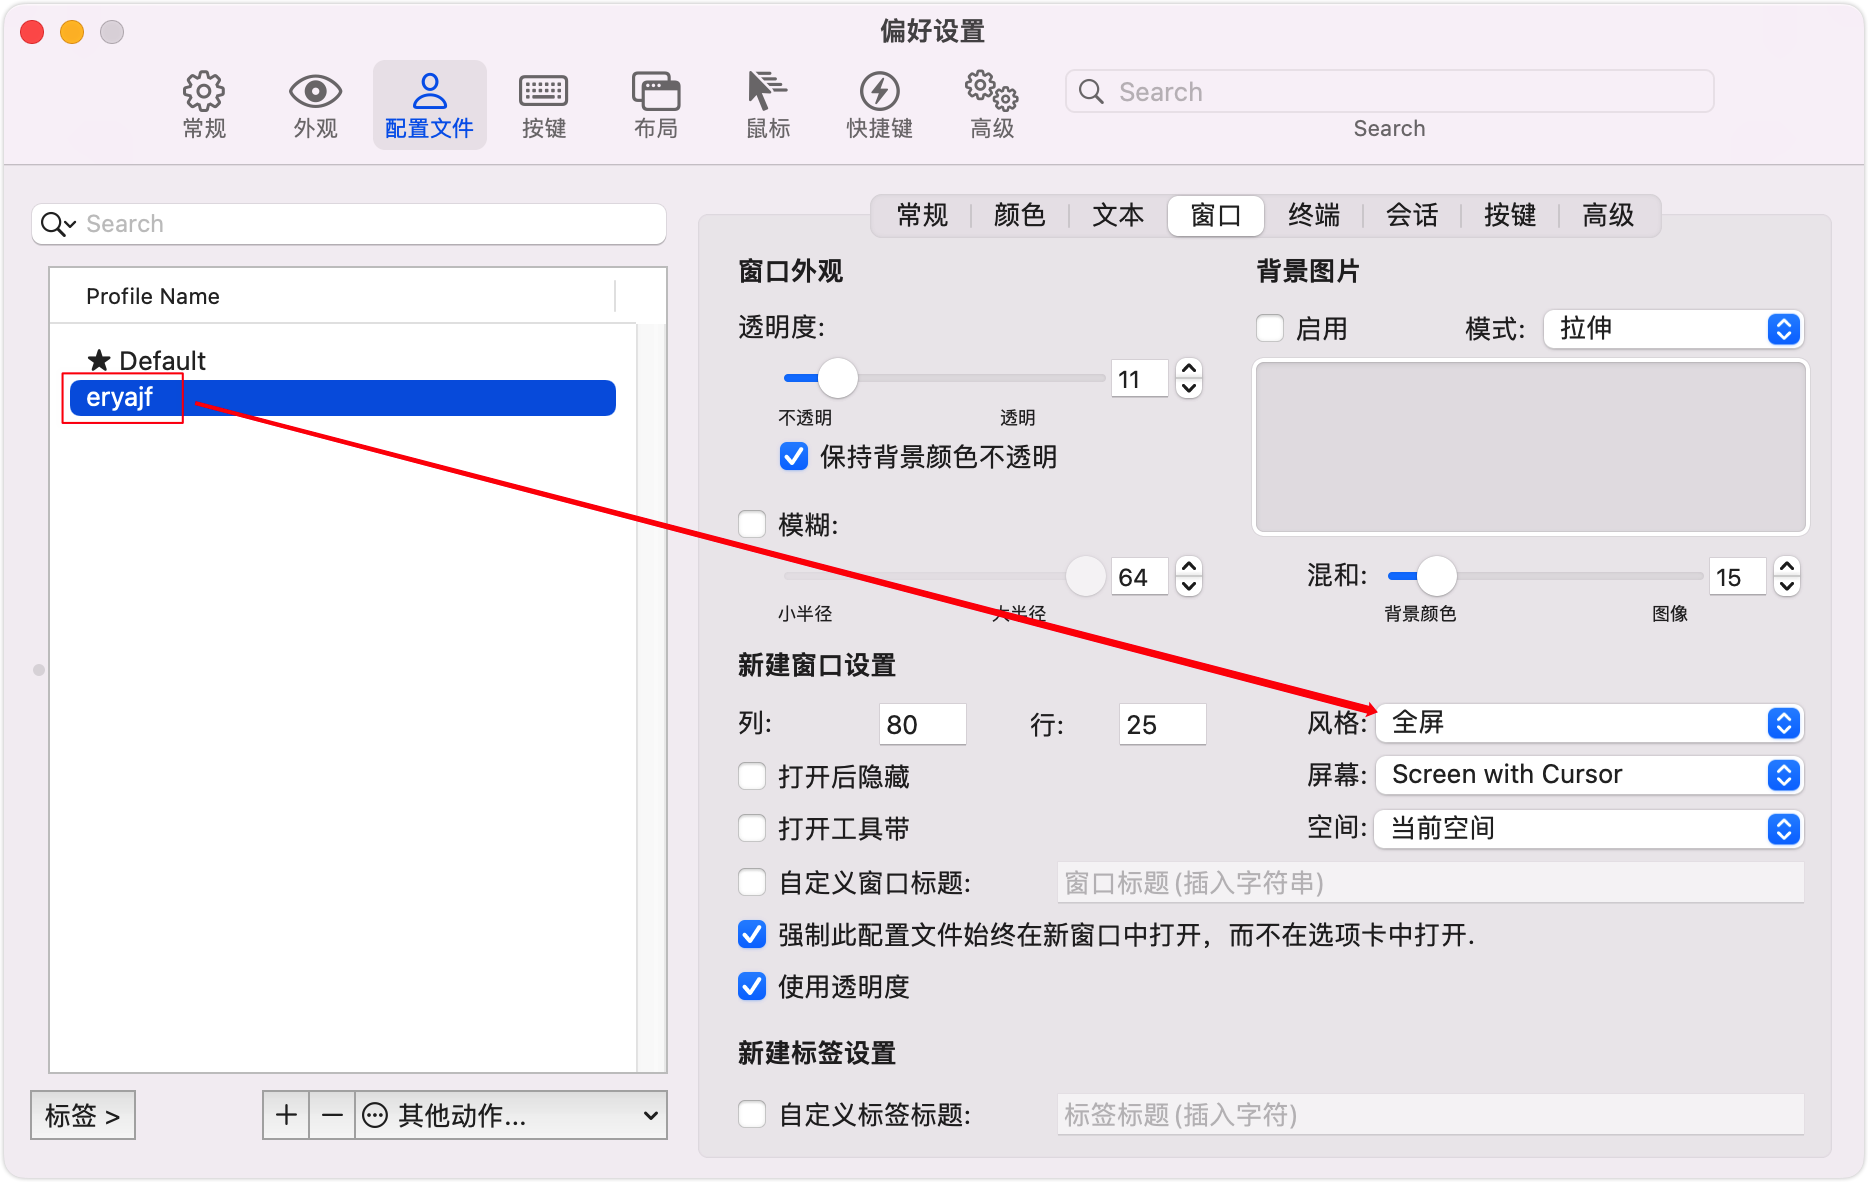 偏好设置
常规
外观
配置文件
按键
布局
鼠标
快捷键
高级
Search
Search
Search
Profile Name
★ Default
eryajf
标签 >
其他动作...
常规
颜色
文本
窗口
终端
会话
按键
高级
窗口外观
透明度:
11
不透明
透明
保持背景颜色不透明
模糊:
64
小半径
大半径
背景图片
启用
模式:
拉伸
混和:
15
背景颜色
图像
新建窗口设置
列:
80
行:
25
风格:
全屏
打开后隐藏
屏幕:
Screen with Cursor
打开工具带
空间:
当前空间
自定义窗口标题:
窗口标题 (插入字符串)
强制此配置文件始终在新窗口中打开，而不在选项卡中打开.
使用透明度
新建标签设置
自定义标签标题:
标签标题 (插入字符)